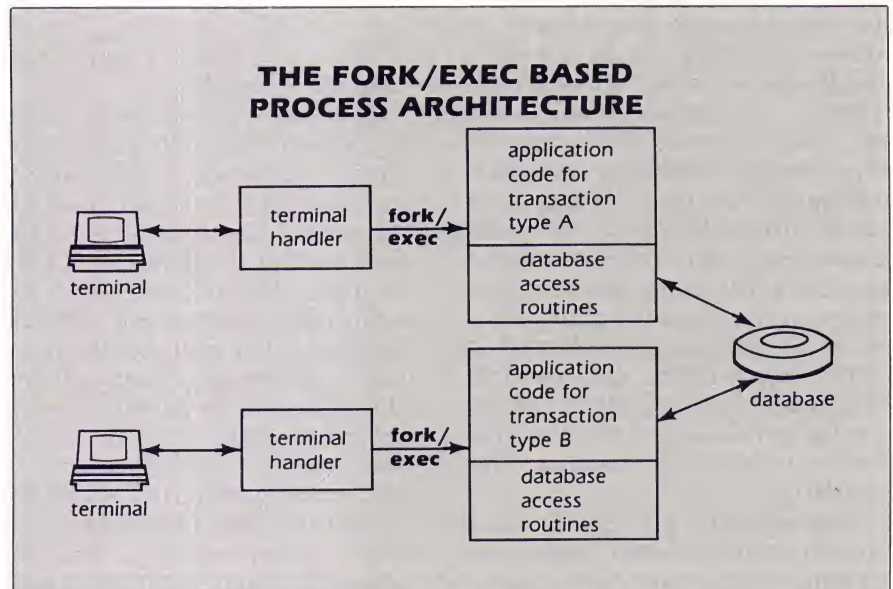 THE FORK/EXEC BASED
PROCESS ARCHITECTURE
terminal
terminal
handler
fork/
exec
application
code for
transaction
type A
database
access
routines
database
terminal
terminal
handler
fork/
exec
application
code for
transaction
type B
database
access
routines